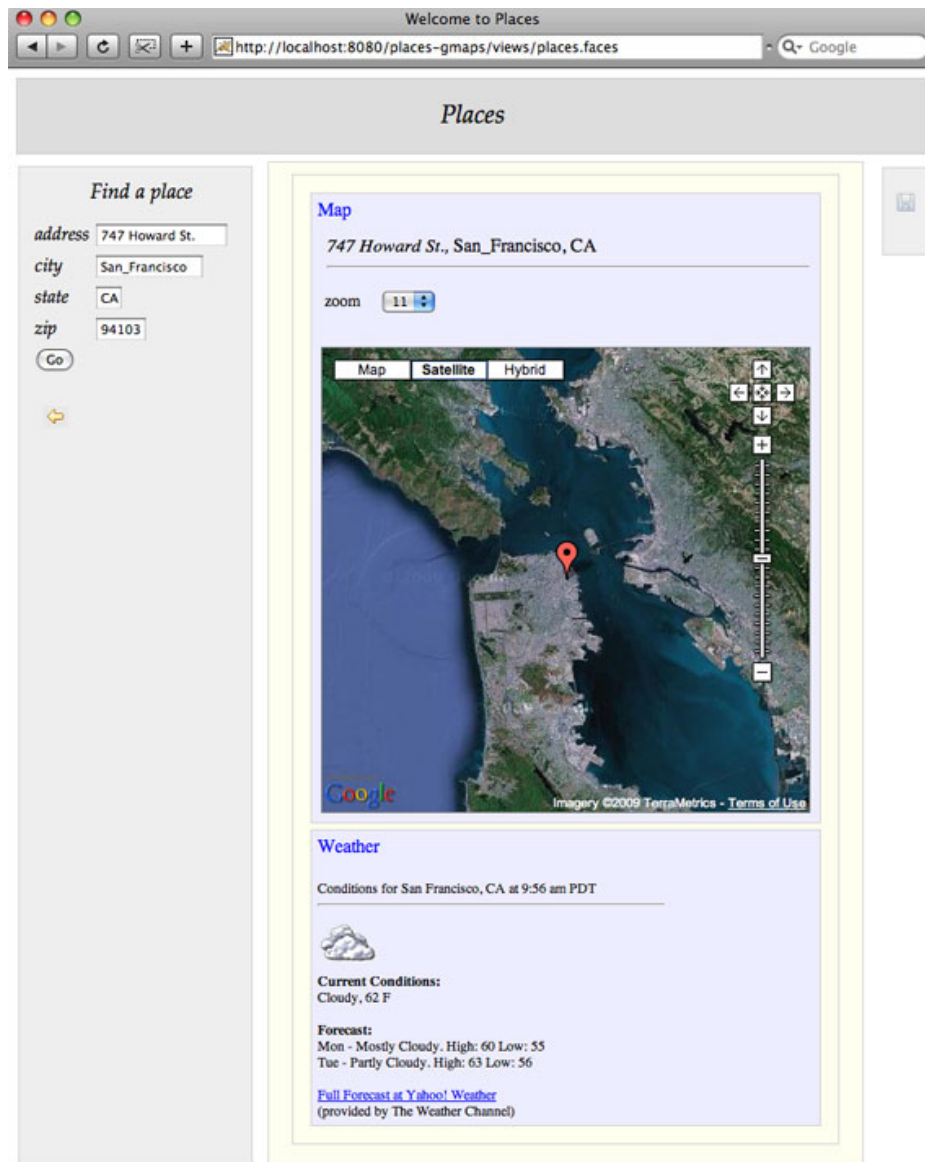 Welcome to Places
http://localhost:8080/places-gmaps/views/places.faces
Google
Places
Find a place
address 747 Howard St.
city San_Francisco
state CA
zip 94103
Go
Map
747 Howard St., San_Francisco, CA
zoom 11
Map Satellite Hybrid
Google
Imagery ©2009 TerraMetrics - Terms of Use
Weather
Conditions for San Francisco, CA at 9:56 am PDT
Current Conditions:
Cloudy, 62 F
Forecast:
Mon - Mostly Cloudy. High: 60 Low: 55
Tue - Partly Cloudy. High: 63 Low: 56
Full Forecast at Yahoo! Weather
(provided by The Weather Channel)